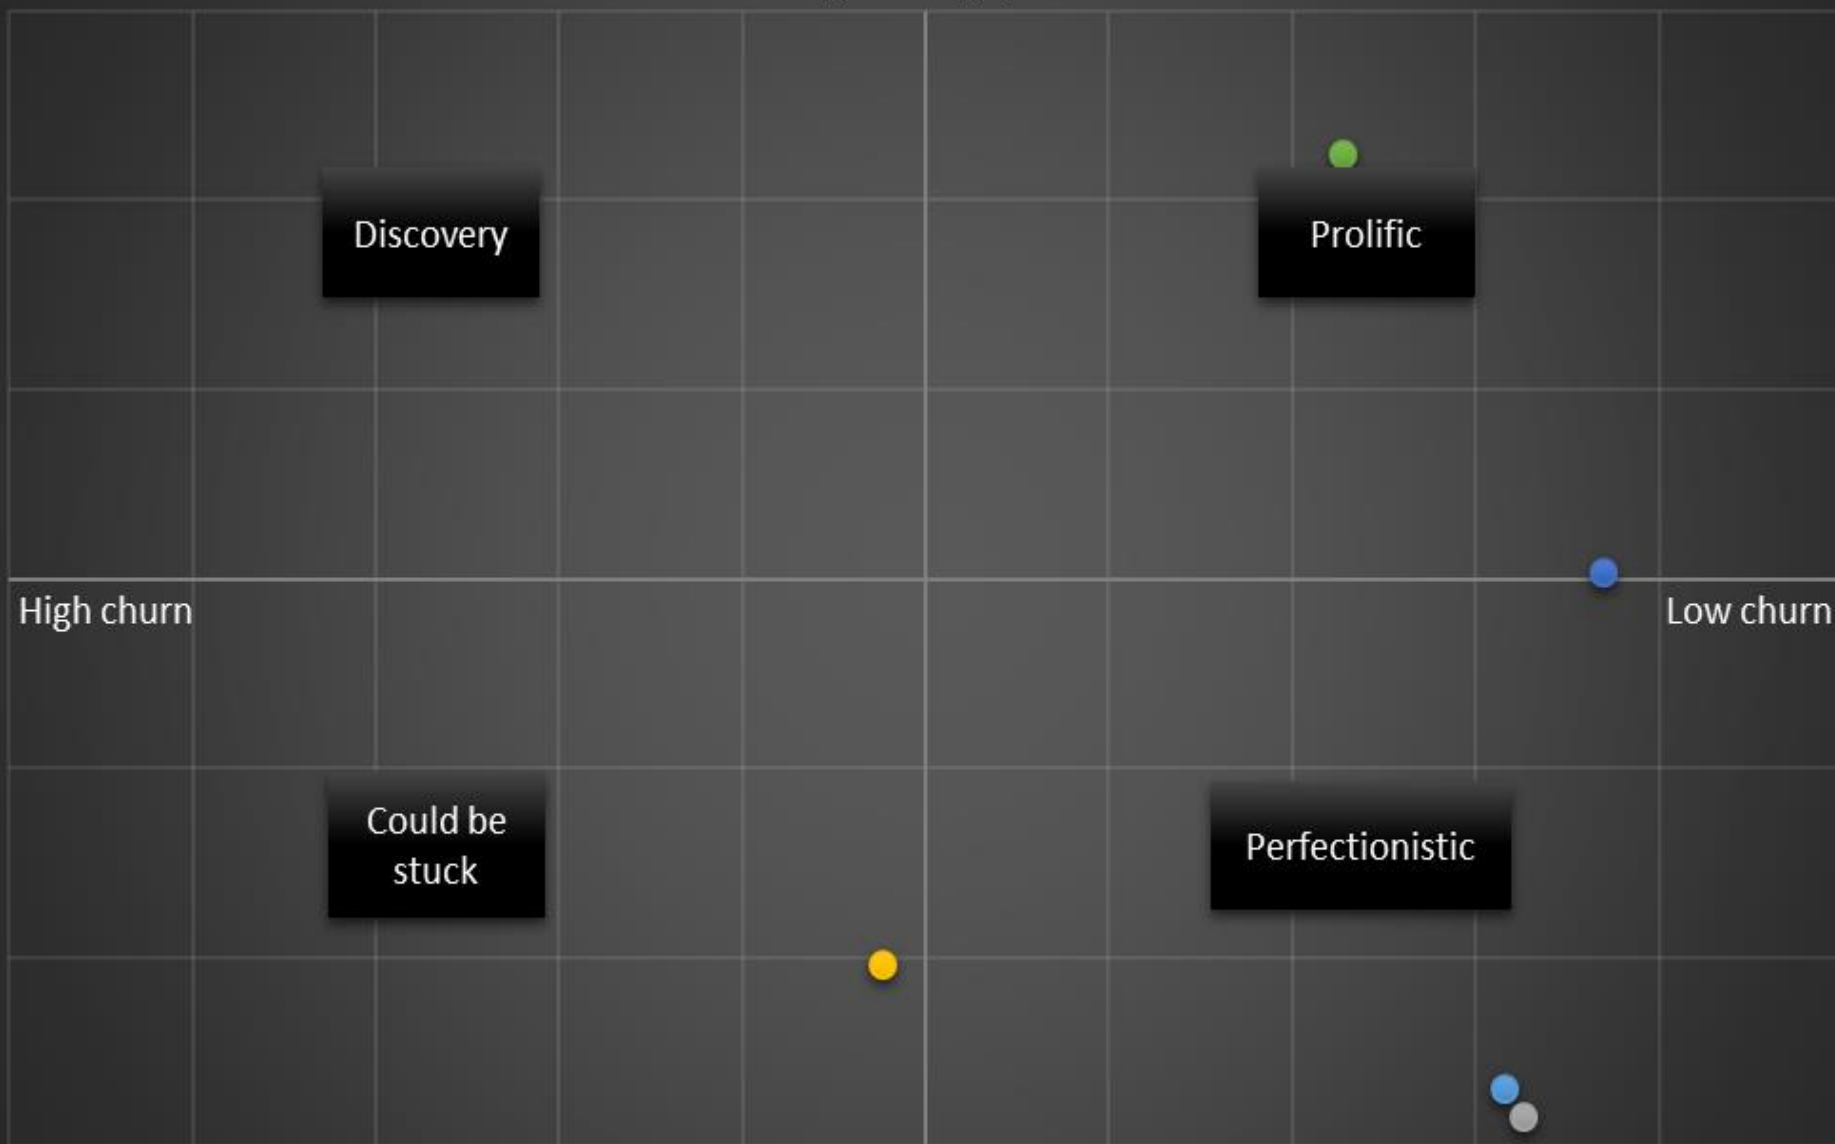 Discovery
Prolific
High churn
Low churn
Could be
stuck
Perfectionistic